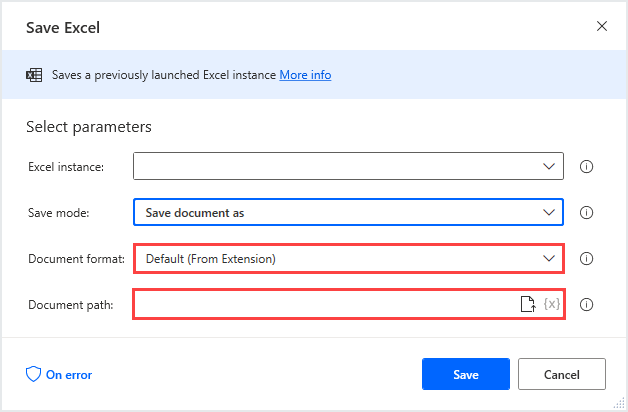 Save Excel
Saves a previously launched Excel instance More info
Select parameters
Excel instance:
Save mode: Save document as
Document format: Default (From Extension)
Document path: {x}
On error Save Cancel